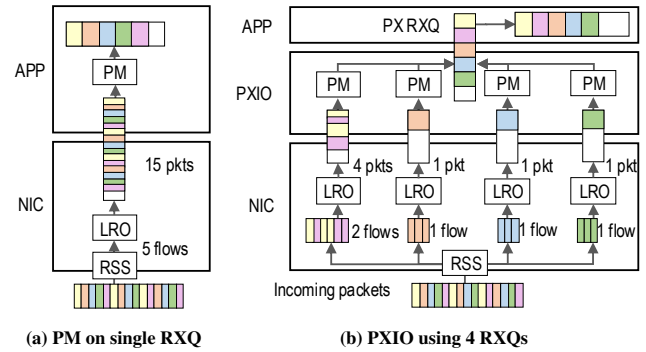 APP
PM
15 pkts
NIC
LRO
5 flows
RSS
(a) PM on single RXQ
APP
PX RXQ
PXIO
PM
PM
PM
PM
4 pkts
1 pkt
1 pkt
1 pkt
NIC
LRO
LRO
LRO
LRO
2 flows
1 flow
1 flow
1 flow
RSS
Incoming packets
(b) PXIO using 4 RXQs